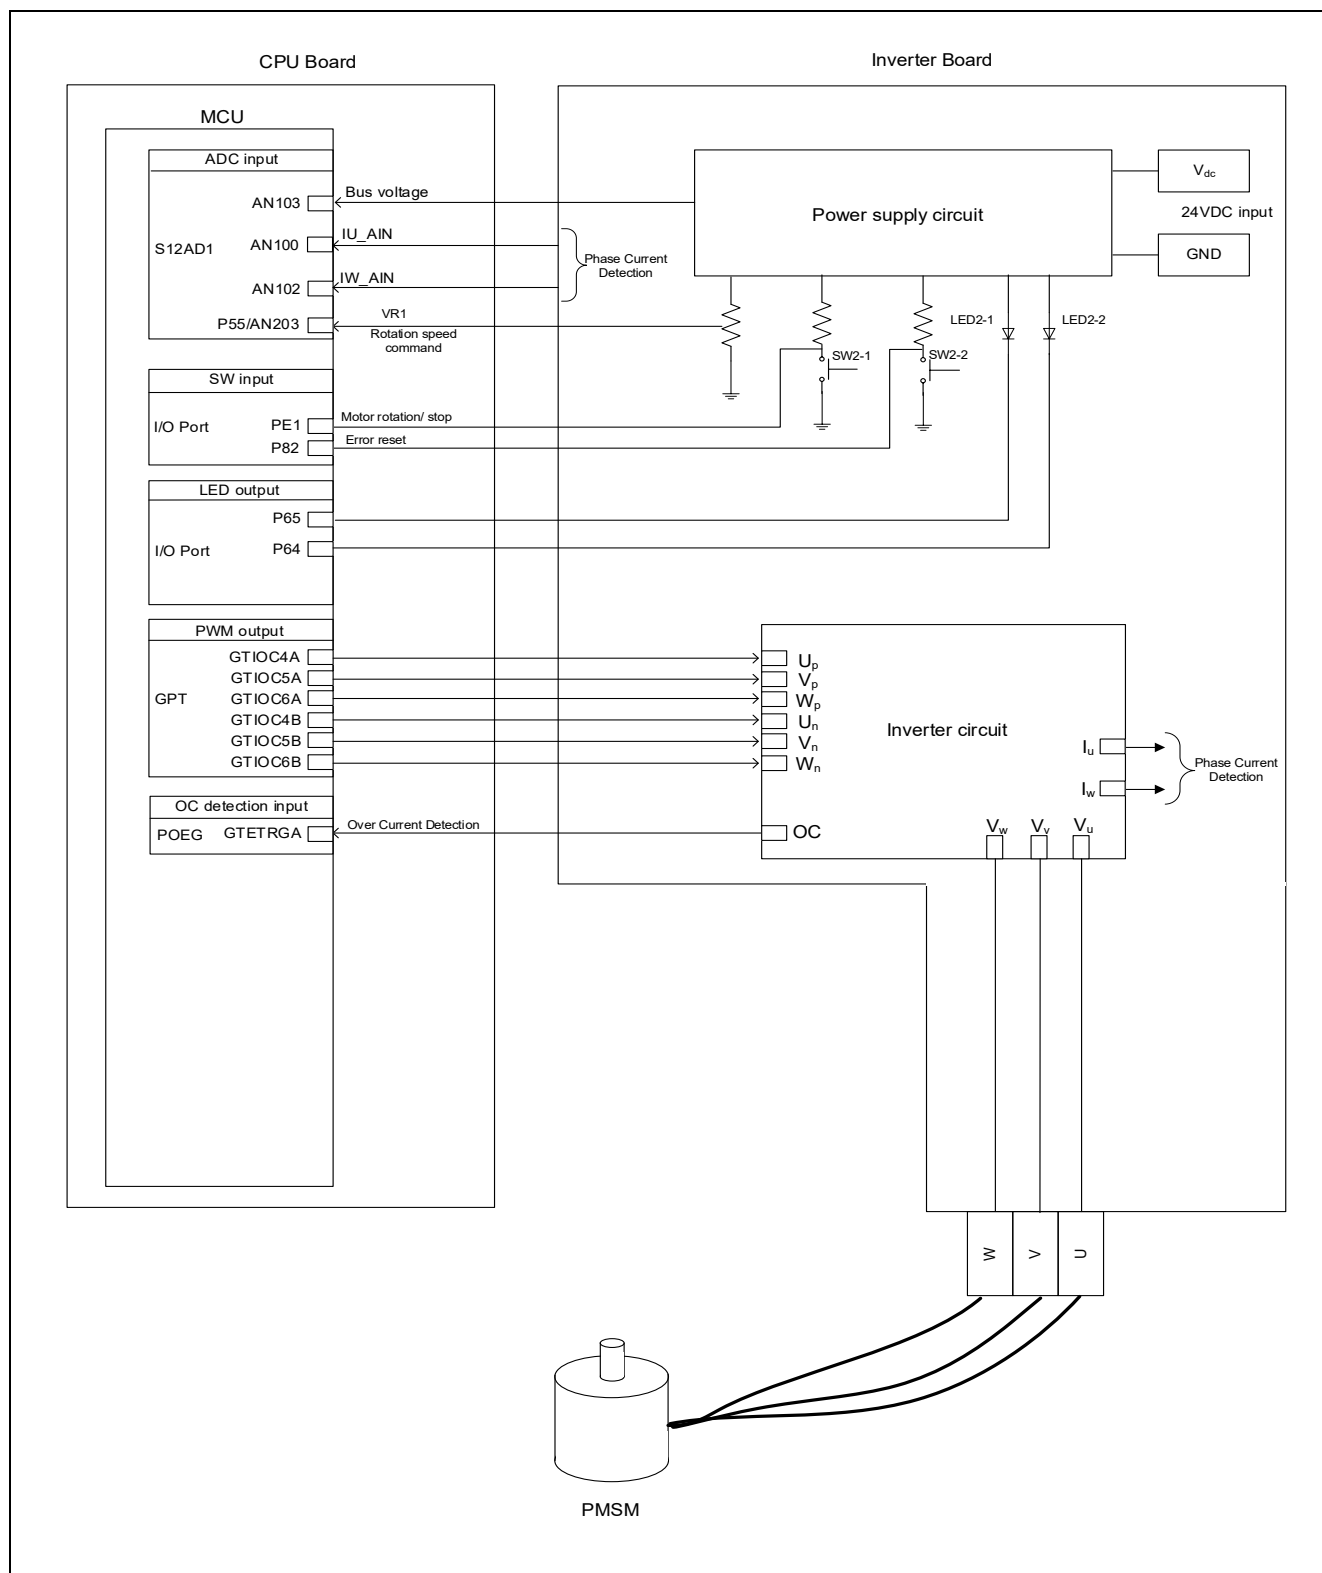 CPU Board
Inverter Board
MCU
ADC input
S12AD1
AN103
AN100
AN102
P55/AN203
Bus voltage
IU_AIN
IW_AIN
Phase Current
Detection
VR1
Rotation speed
command
Power supply circuit
Vdc
24VDC input
GND
LED2-1
LED2-2
SW2-1
SW2-2
SW input
I/O Port
PE1
P82
Motor rotation/ stop
Error reset
LED output
I/O Port
P65
P64
PWM output
GPT
GTIOC4A
GTIOC5A
GTIOC6A
GTIOC4B
GTIOC5B
GTIOC6B
Up
Vp
Wp
Un
Vn
Wn
Inverter circuit
Iu
Iw
Phase Current
Detection
OC detection input
POEG
GTETRGA
Over Current Detection
OC
Vw
Vv
Vu
W
V
U
PMSM